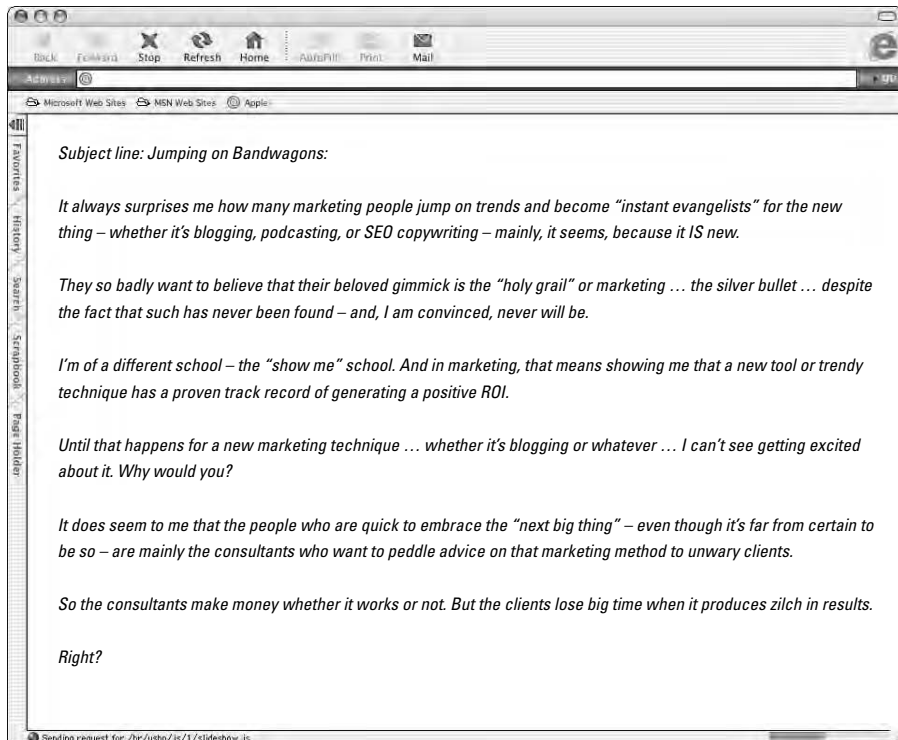 Back Forward Stop Refresh Home AutoFill Print Mail
Address
Microsoft Web Sites MSN Web Sites Apple
Favorites
History
Search
Scrapbook
Page Holder
Subject line: Jumping on Bandwagons:
It always surprises me how many marketing people jump on trends and become “instant evangelists” for the new
thing – whether it’s blogging, podcasting, or SEO copywriting – mainly, it seems, because it IS new.
They so badly want to believe that their beloved gimmick is the “holy grail” or marketing … the silver bullet … despite
the fact that such has never been found – and, I am convinced, never will be.
I’m of a different school – the “show me” school. And in marketing, that means showing me that a new tool or trendy
technique has a proven track record of generating a positive ROI.
Until that happens for a new marketing technique … whether it’s blogging or whatever … I can’t see getting excited
about it. Why would you?
It does seem to me that the people who are quick to embrace the “next big thing” – even though it’s far from certain to
be so – are mainly the consultants who want to peddle advice on that marketing method to unwary clients.
So the consultants make money whether it works or not. But the clients lose big time when it produces zilch in results.
Right?
Sending request for